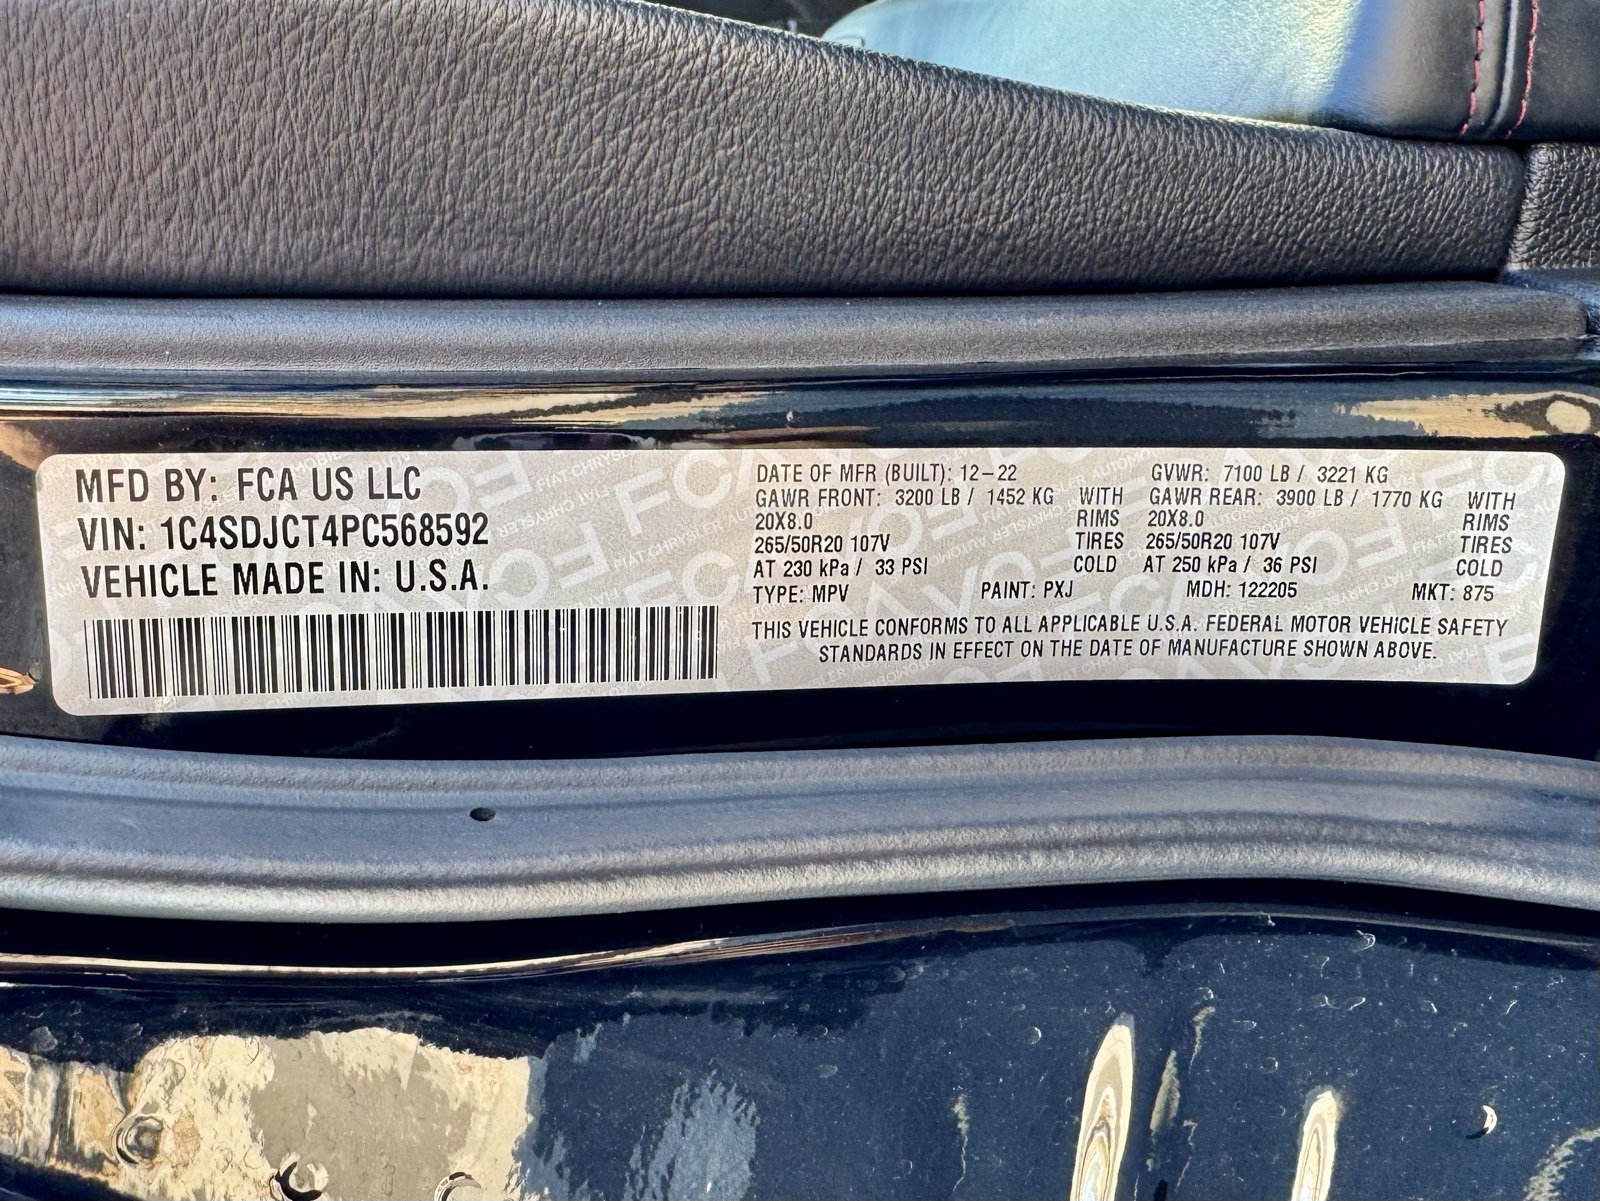 MFD BY: FCA US LLC
VIN: 1C4SDJCT4PC568592
VEHICLE MADE IN: U.S.A.
DATE OF MFR (BUILT): 12-22 GVWR: 7100 LB / 3221 KG
GAWR FRONT: 3200 LB / 1452 KG WITH GAWR REAR: 3900 LB / 1770 KG WITH
20X8.0 RIMS 20X8.0 RIMS
265/50R20 107V TIRES 265/50R20 107V TIRES
AT 230 kPa / 33 PSI COLD AT 250 kPa / 36 PSI COLD
TYPE: MPV PAINT: PXJ MDH: 122205 MKT: 875
THIS VEHICLE CONFORMS TO ALL APPLICABLE U.S.A. FEDERAL MOTOR VEHICLE SAFETY
STANDARDS IN EFFECT ON THE DATE OF MANUFACTURE SHOWN ABOVE.